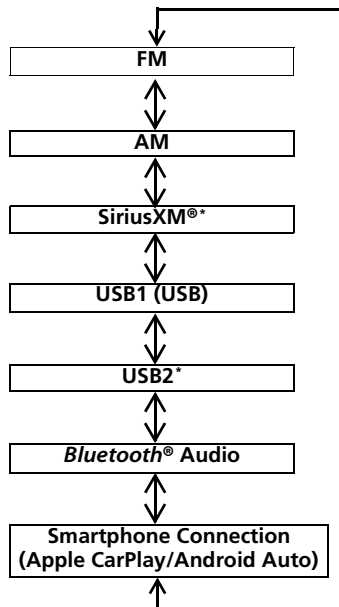 FM
AM
SiriusXM®*
USB1 (USB)
USB2*
Bluetooth® Audio
Smartphone Connection
(Apple CarPlay/Android Auto)